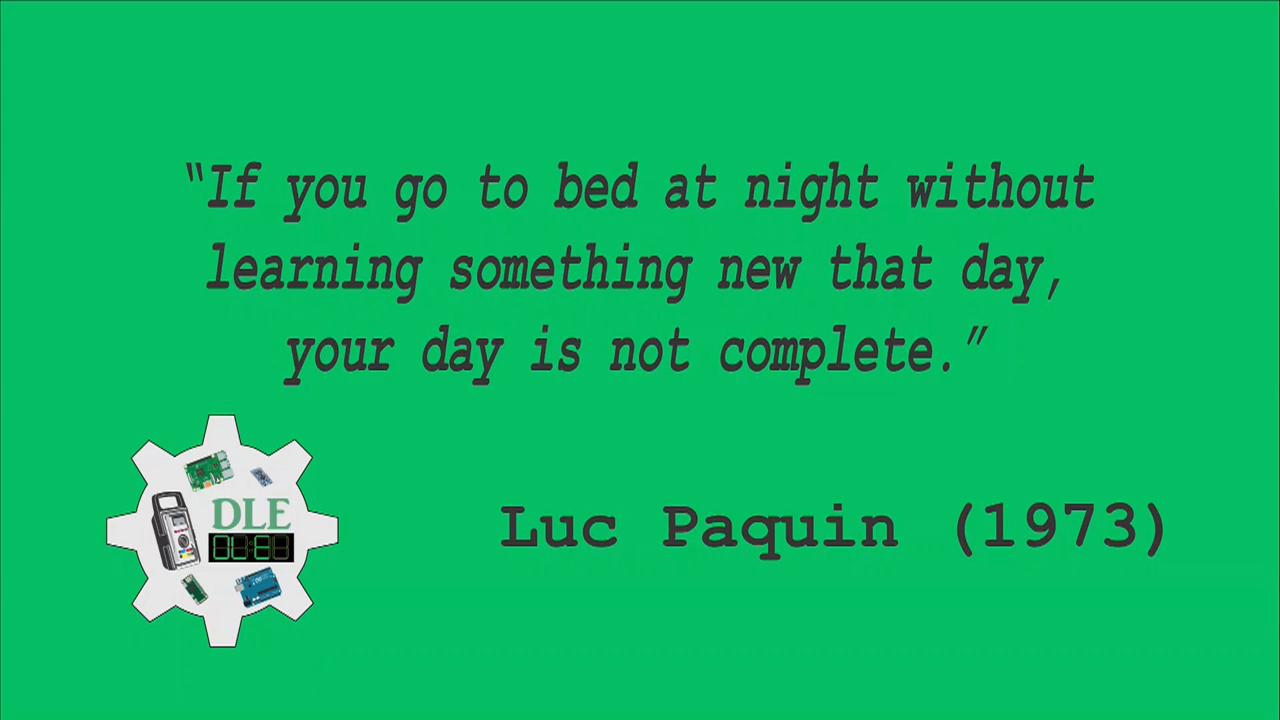 “If you go to bed at night without
learning something new that day,
your day is not complete.”
DLE
DLE
Luc Paquin (1973)